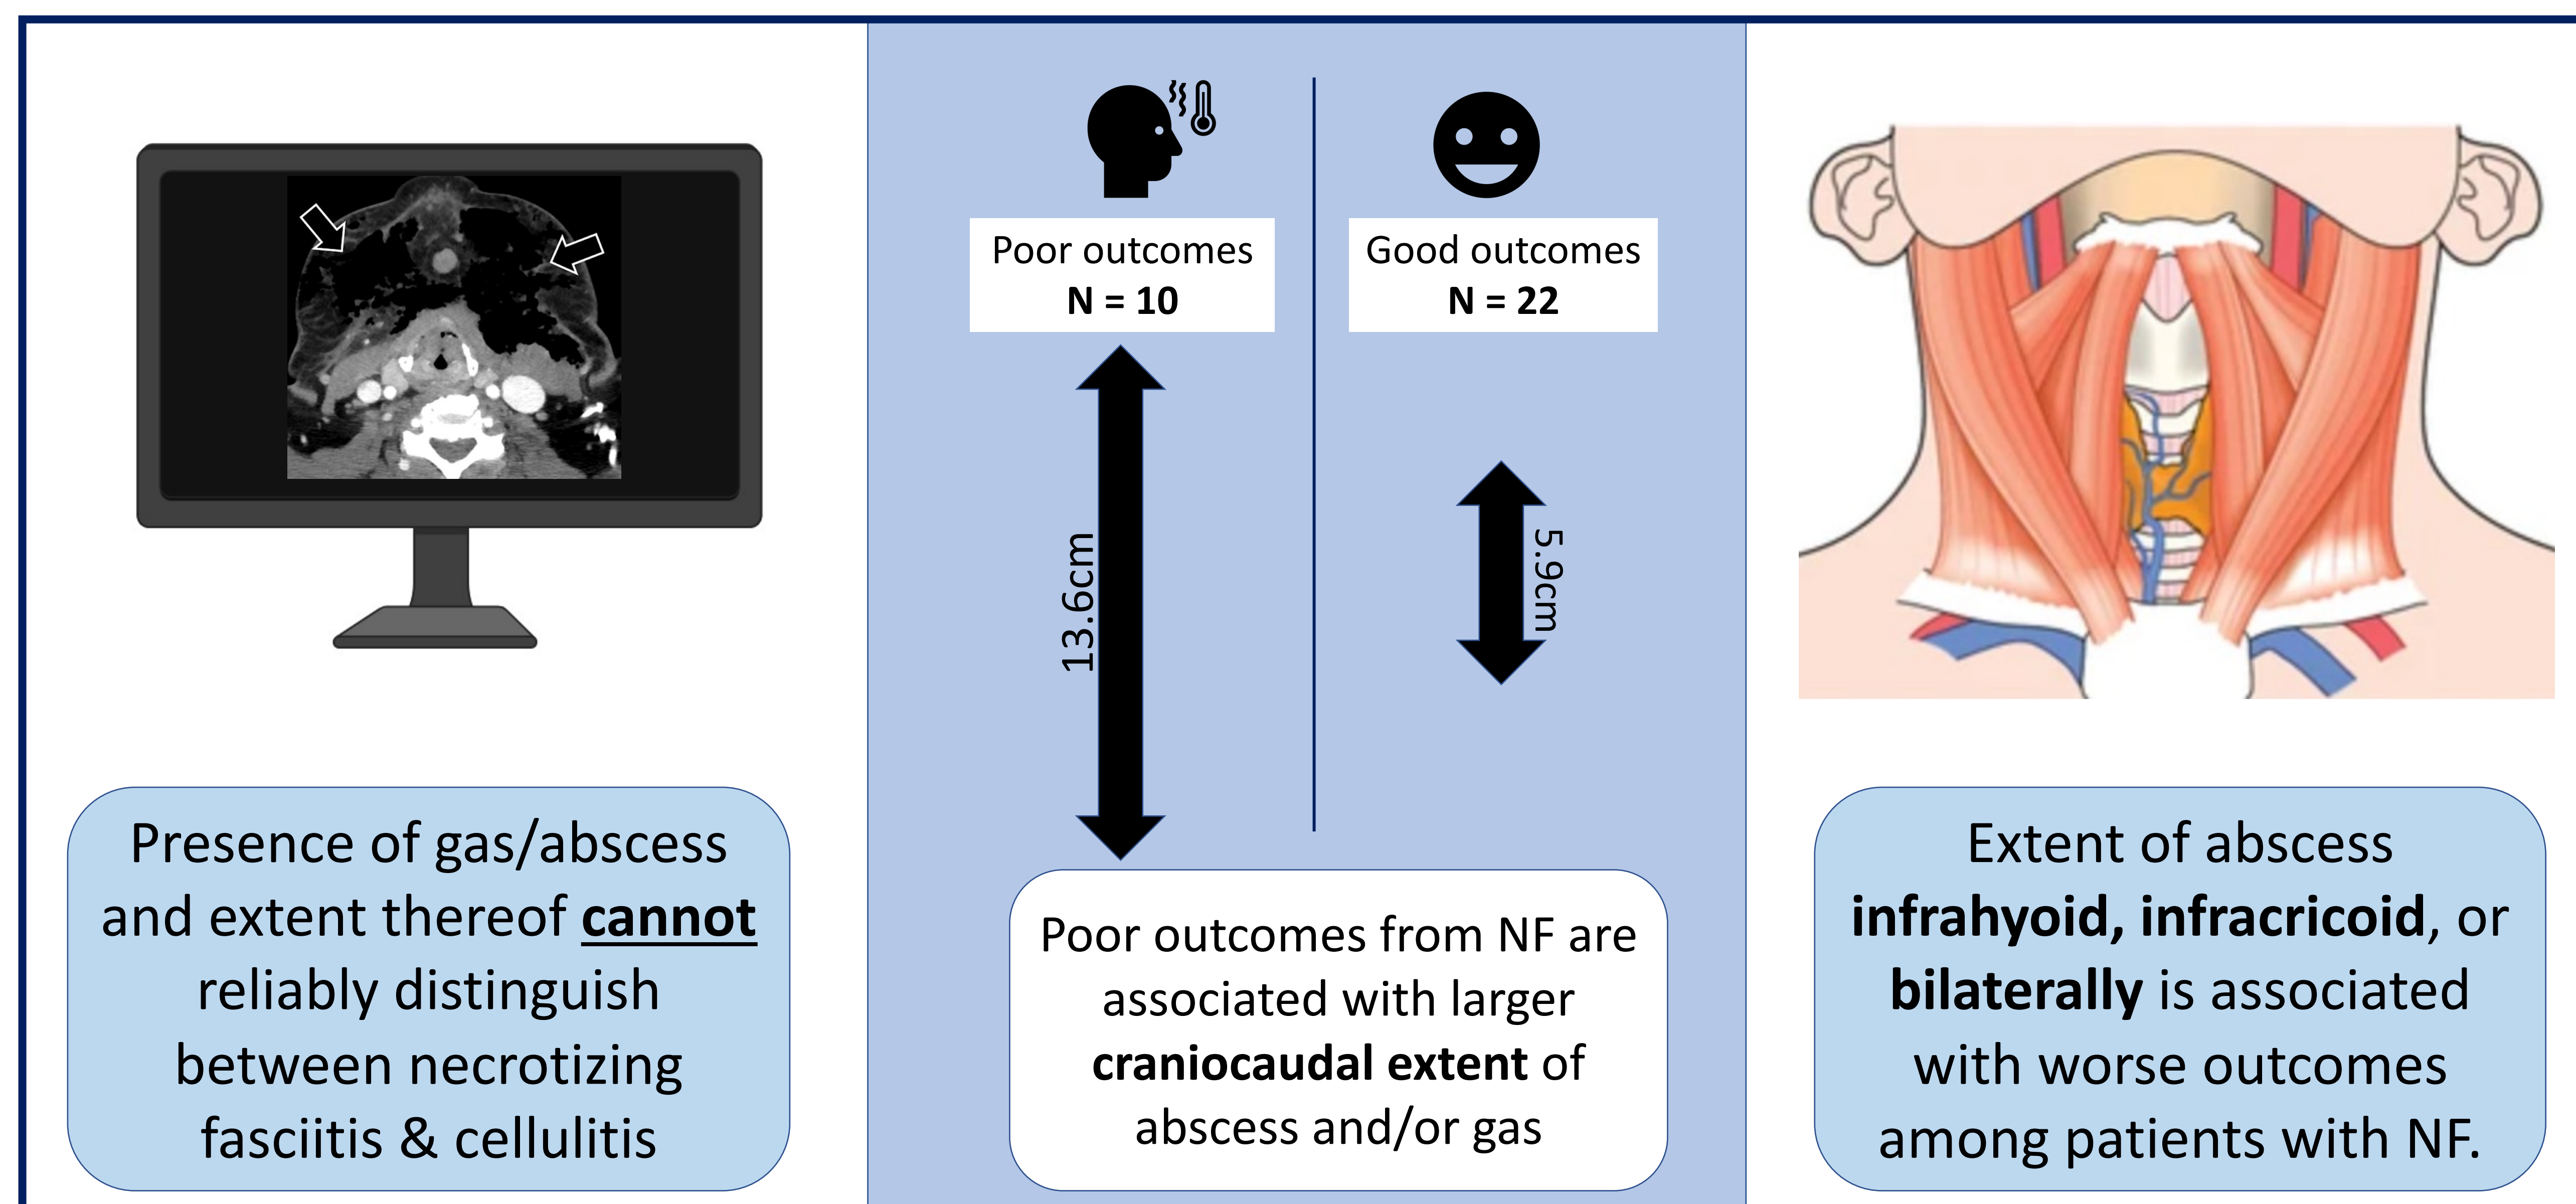 Presence of gas/abscess
and extent thereof cannot
reliably distinguish
between necrotizing
fasciitis & cellulitis
Poor outcomes
N = 10
Good outcomes
N = 22
13.6cm
5.9cm
Poor outcomes from NF are
associated with larger
craniocaudal extent of
abscess and/or gas
Extent of abscess
infrahyoid, infracricoid, or
bilaterally is associated
with worse outcomes
among patients with NF.